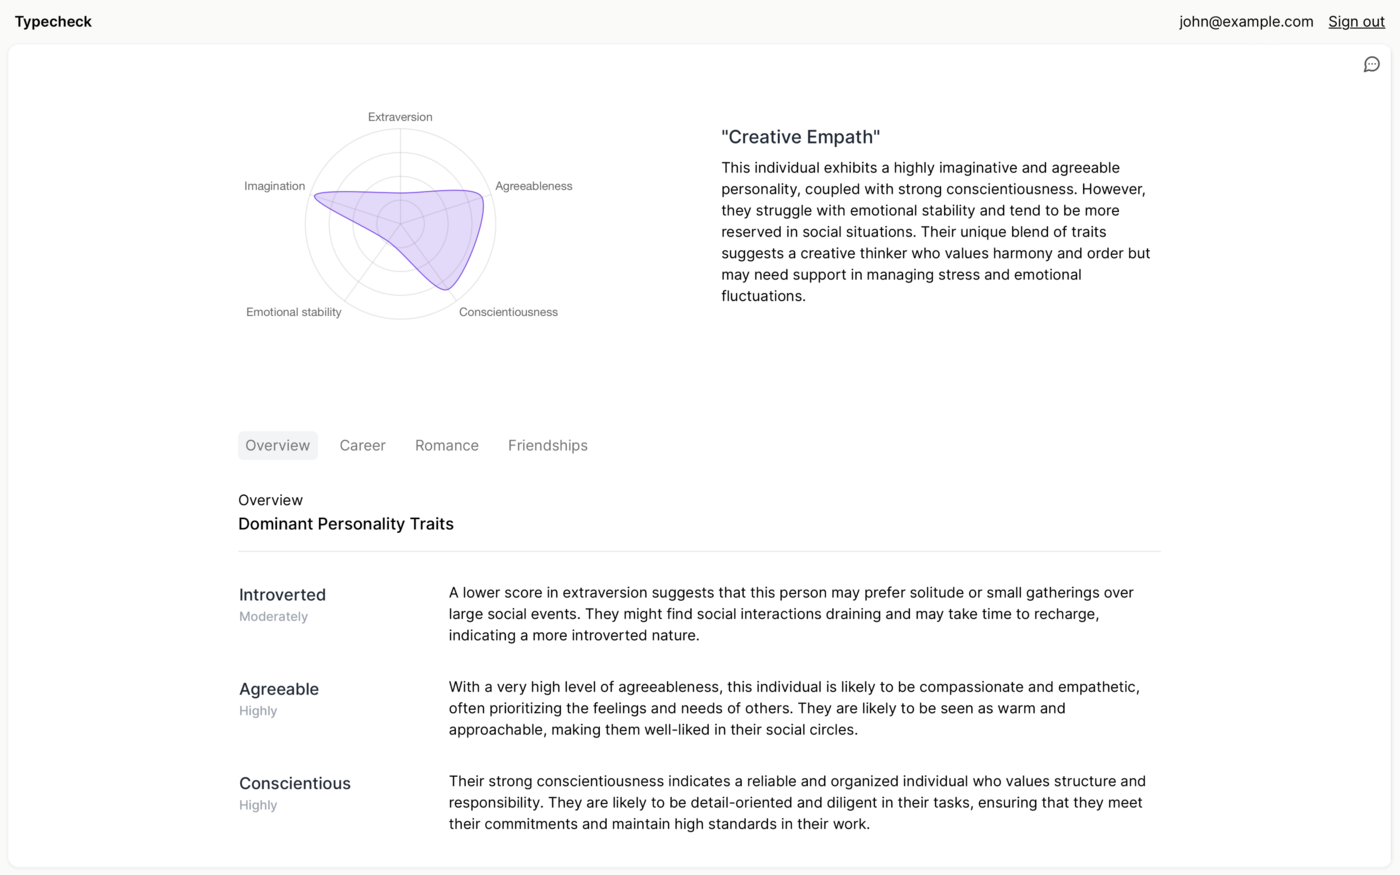 Typecheck
john@example.com Sign out
Extraversion
Imagination
Agreeableness
Emotional stability
Conscientiousness
"Creative Empath"
This individual exhibits a highly imaginative and agreeable
personality, coupled with strong conscientiousness. However,
they struggle with emotional stability and tend to be more
reserved in social situations. Their unique blend of traits
suggests a creative thinker who values harmony and order but
may need support in managing stress and emotional
fluctuations.
Overview Career Romance Friendships
Overview
Dominant Personality Traits
Introverted
Moderately
A lower score in extraversion suggests that this person may prefer solitude or small gatherings over
large social events. They might find social interactions draining and may take time to recharge,
indicating a more introverted nature.
Agreeable
Highly
With a very high level of agreeableness, this individual is likely to be compassionate and empathetic,
often prioritizing the feelings and needs of others. They are likely to be seen as warm and
approachable, making them well-liked in their social circles.
Conscientious
Highly
Their strong conscientiousness indicates a reliable and organized individual who values structure and
responsibility. They are likely to be detail-oriented and diligent in their tasks, ensuring that they meet
their commitments and maintain high standards in their work.